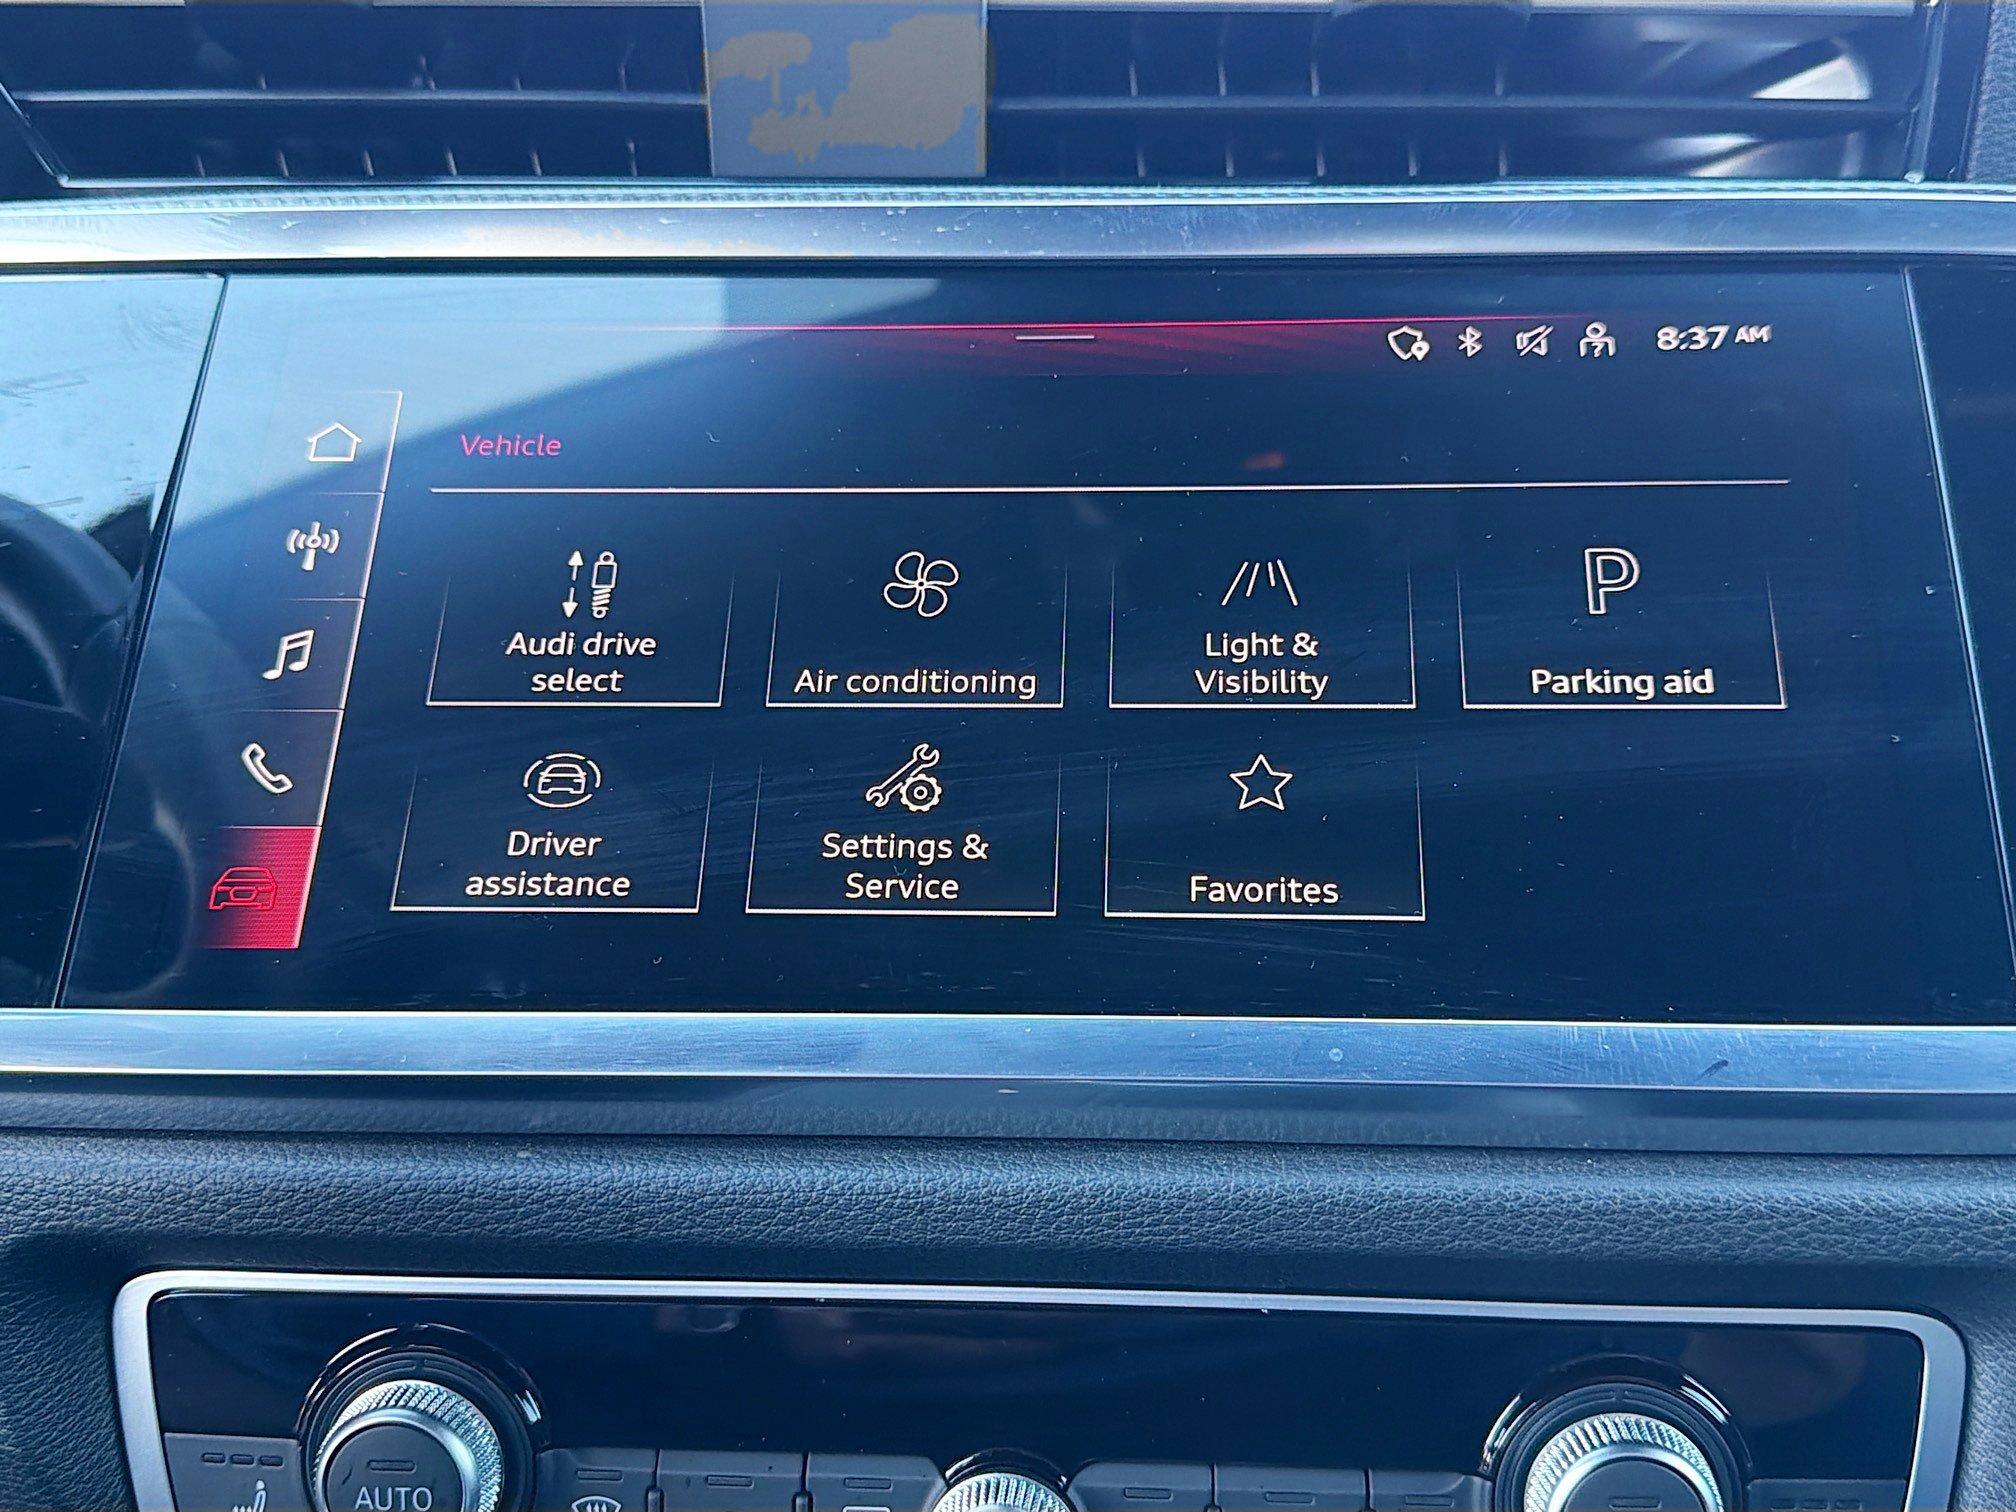 8:37 AM
Vehicle
Audi drive
select
Air conditioning
Light &
Visibility
P
Parking aid
Driver
assistance
Settings &
Service
Favorites
AUTO